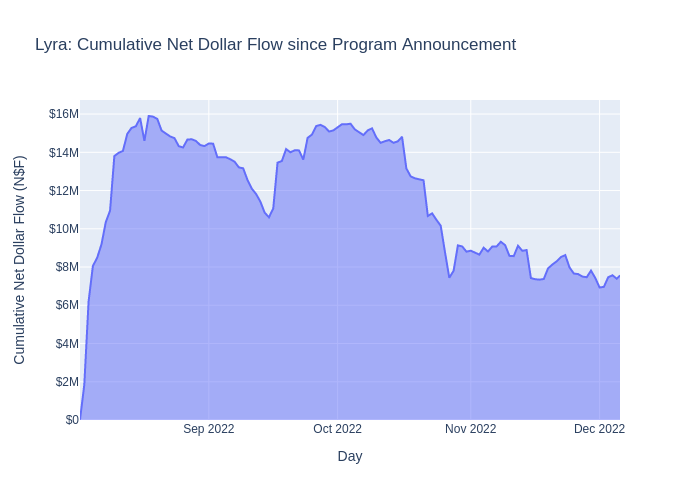 Lyra: Cumulative Net Dollar Flow since Program Announcement
Cumulative Net Dollar Flow (N$F)
$16M
$14M
$12M
$10M
$8M
$6M
$4M
$2M
$0
Sep 2022
Oct 2022
Nov 2022
Dec 2022
Day